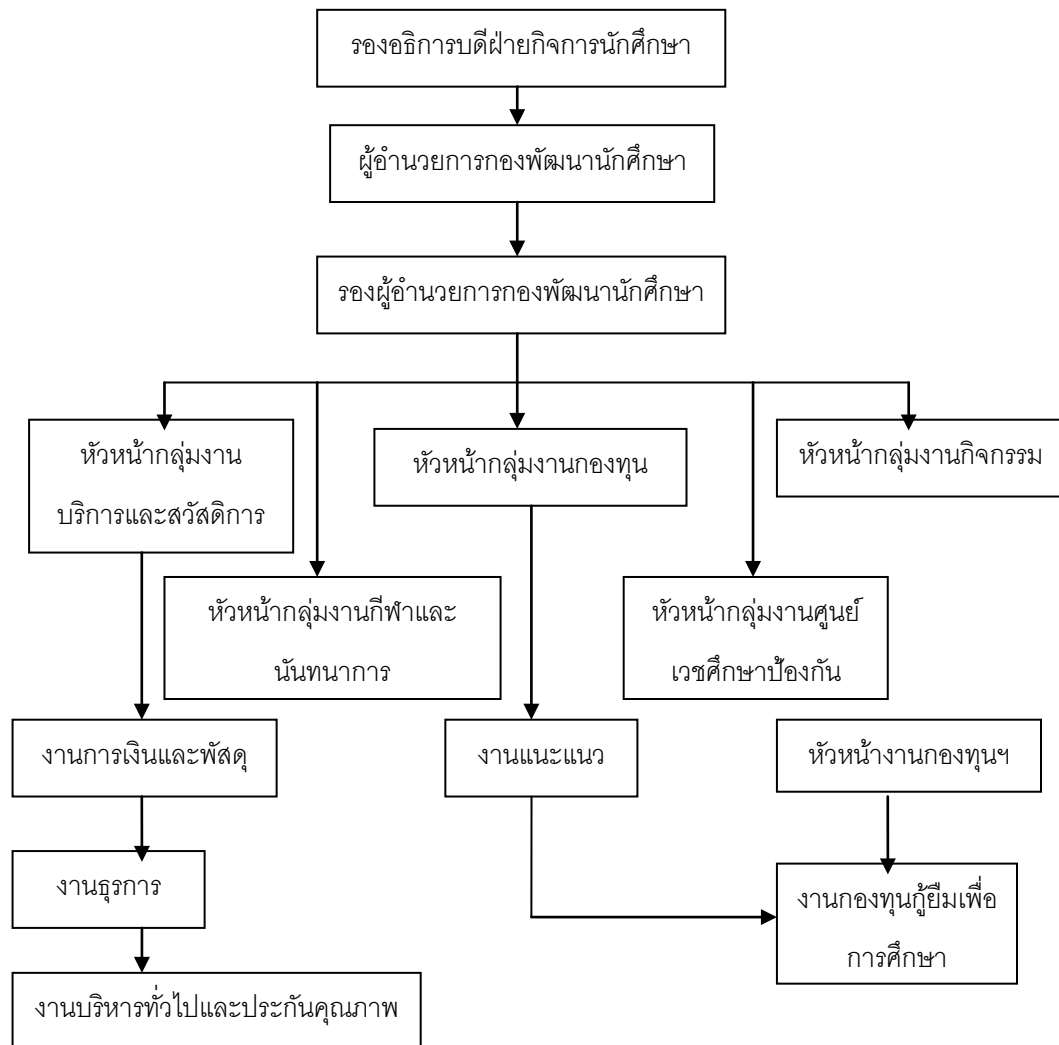 รองอธิการบดีฝ่ายกิจการนักศึกษา
ผู้อำนวยการกองพัฒนานักศึกษา
รองผู้อำนวยการกองพัฒนานักศึกษา
หัวหน้ากลุ่มงาน
บริการและสวัสดิการ
หัวหน้ากลุ่มงานกองทุน
หัวหน้ากลุ่มงานกิจกรรม
หัวหน้ากลุ่มงานกีฬาและ
นันทนาการ
หัวหน้ากลุ่มงานศูนย์
เวชศึกษาป้องกัน
งานการเงินและพัสดุ
งานแนะแนว
หัวหน้างานกองทุนฯ
งานธุรการ
งานกองทุนกู้ยืมเพื่อ
การศึกษา
งานบริหารทั่วไปและประกันคุณภาพ